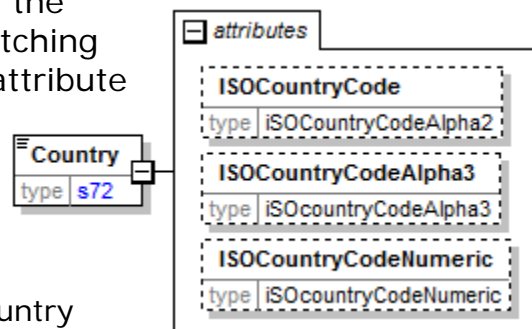 the
tching
attribute
attributes
ISOCountryCode
type iSOCountryCodeAlpha2
Country
type s72
ISOCountryCodeAlpha3
type iSOcountryCodeAlpha3
ISOCountryCodeNumeric
type iSOcountryCodeNumeric
untry